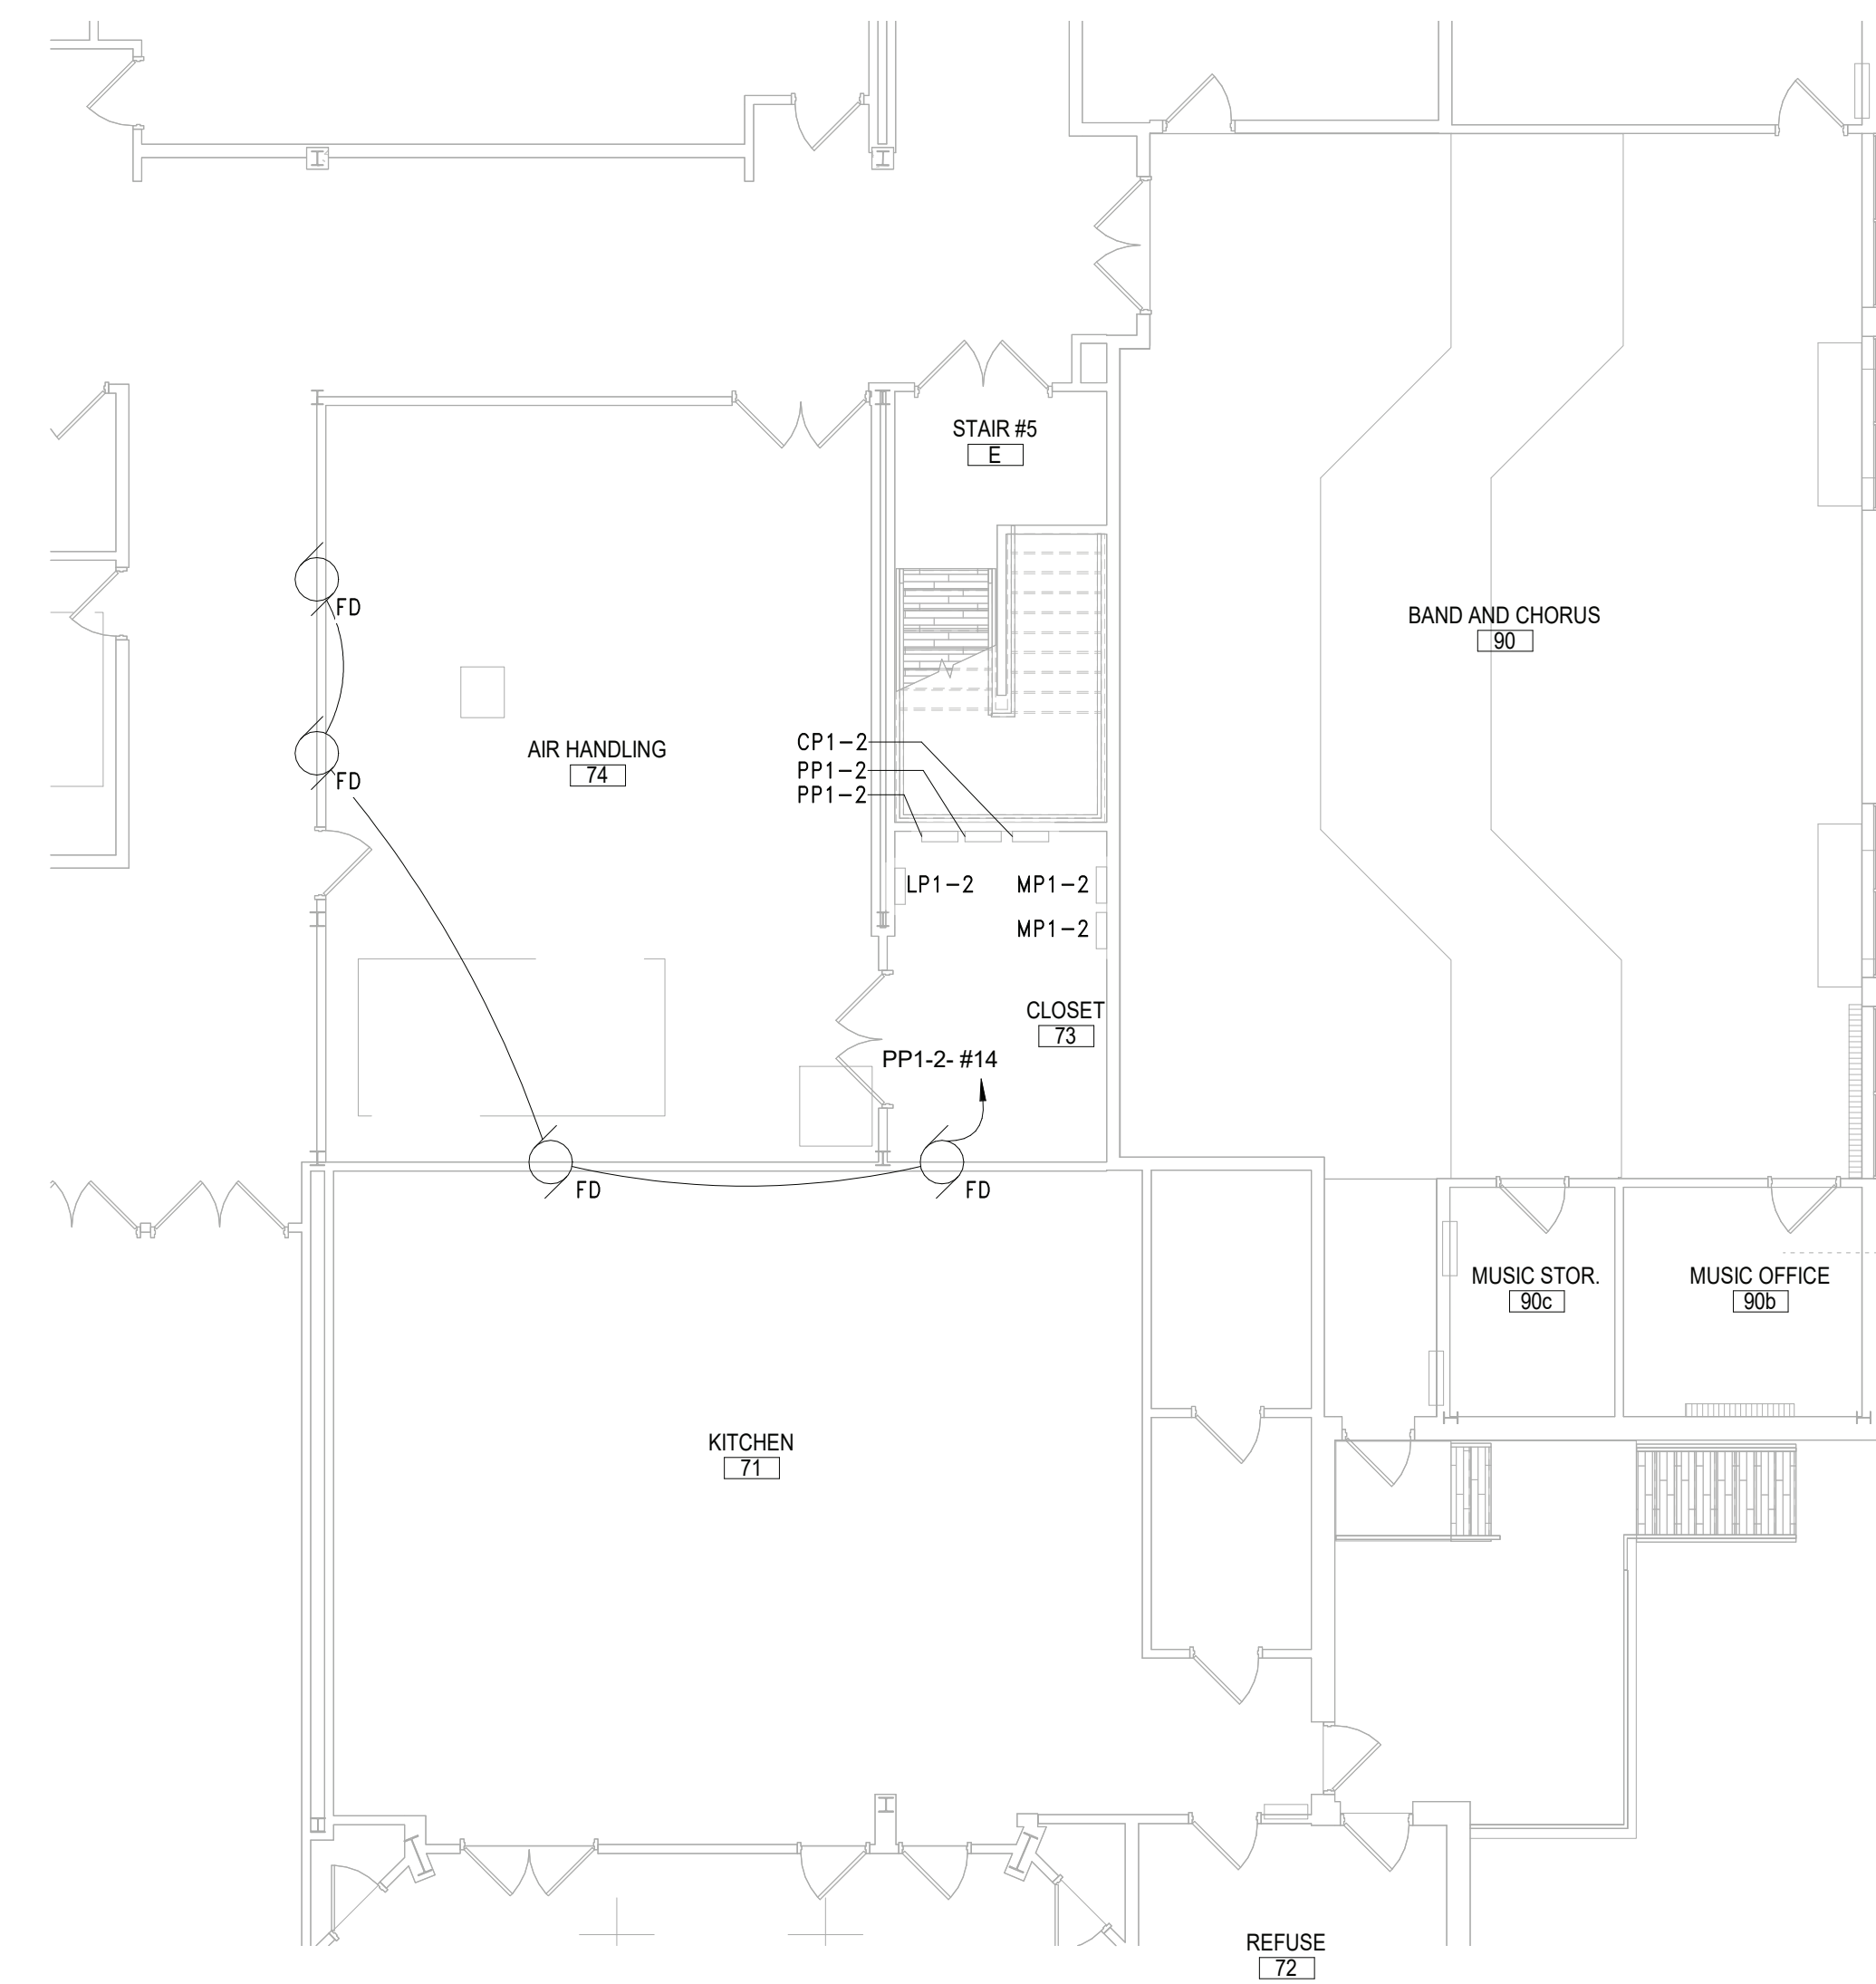 STAIR #5
E
FD
BAND AND CHORUS
90
CP1-2
PP1-2
PP1-2
AIR HANDLING
74
FD
LP1-2
MP1-2
MP1-2
CLOSET
73
PP1-2- #14
FD
FD
MUSIC STOR.
90c
MUSIC OFFICE
90b
KITCHEN
71
REFUSE
72